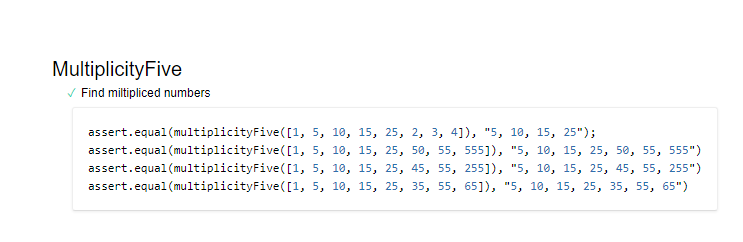 MultiplicityFive
✓ Find miltipliced numbers
assert.equal(multiplicityFive([1, 5, 10, 15, 25, 2, 3, 4]), "5, 10, 15, 25");
assert.equal(multiplicityFive([1, 5, 10, 15, 25, 50, 55, 555]), "5, 10, 15, 25, 50, 55, 555")
assert.equal(multiplicityFive([1, 5, 10, 15, 25, 45, 55, 255]), "5, 10, 15, 25, 45, 55, 255")
assert.equal(multiplicityFive([1, 5, 10, 15, 25, 35, 55, 65]), "5, 10, 15, 25, 35, 55, 65")